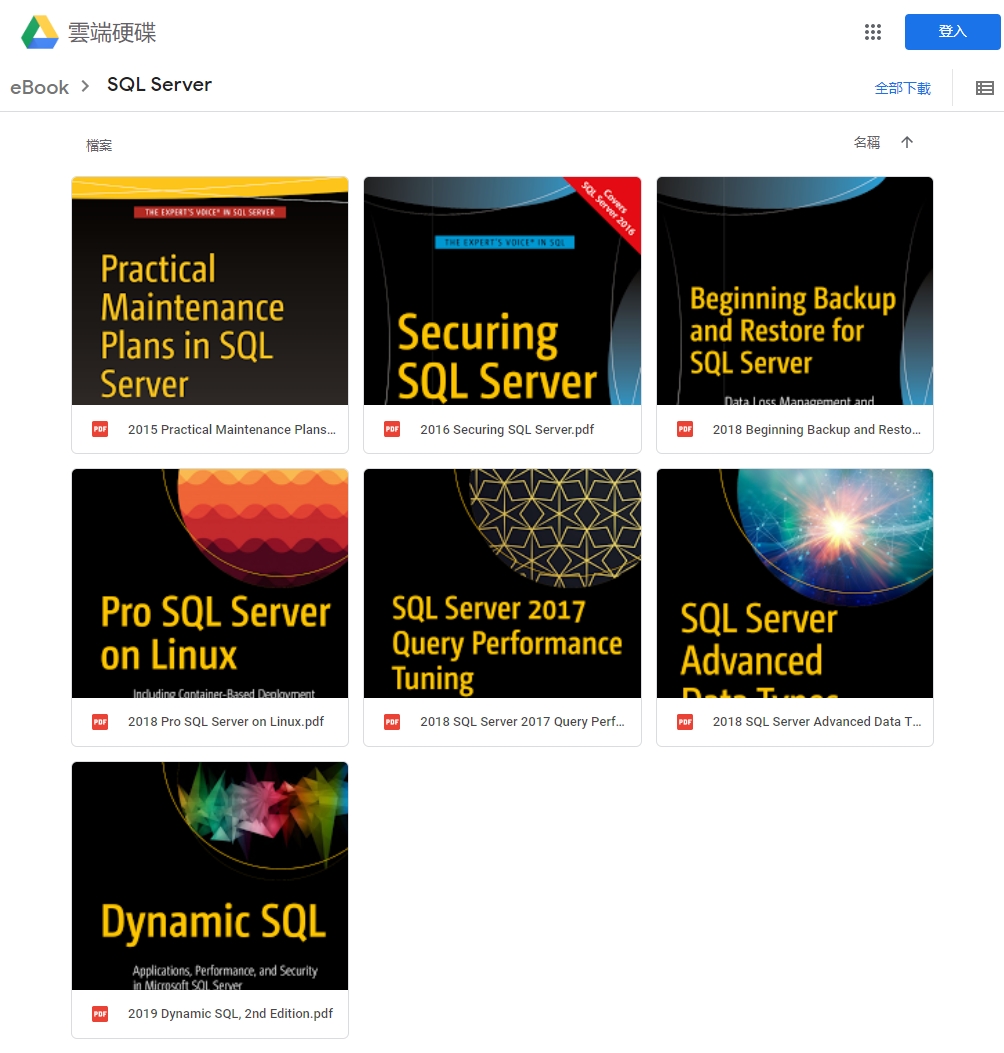 雲端硬碟
登入
eBook
SQL Server
全部下載
檔案
名稱
THE EXPERT'S VOICE® IN SQL SERVER
Practical
Maintenance
Plans in SQL
Server
PDF
2015 Practical Maintenance Plans...
Covers
SQL Server 2016
THE EXPERT'S VOICE® IN SQL
Securing
SQL Server
PDF
2016 Securing SQL Server.pdf
Beginning Backup
and Restore for
SQL Server
Data Loss Management and
PDF
2018 Beginning Backup and Resto...
Pro SQL Server
on Linux
Including Container-Based Deployment
PDF
2018 Pro SQL Server on Linux.pdf
SQL Server 2017
Query Performance
Tuning
PDF
2018 SQL Server 2017 Query Perf...
SQL Server
Advanced
Data Types
PDF
2018 SQL Server Advanced Data T...
Dynamic SQL
Applications, Performance, and Security
in Microsoft SQL Server
PDF
2019 Dynamic SQL, 2nd Edition.pdf